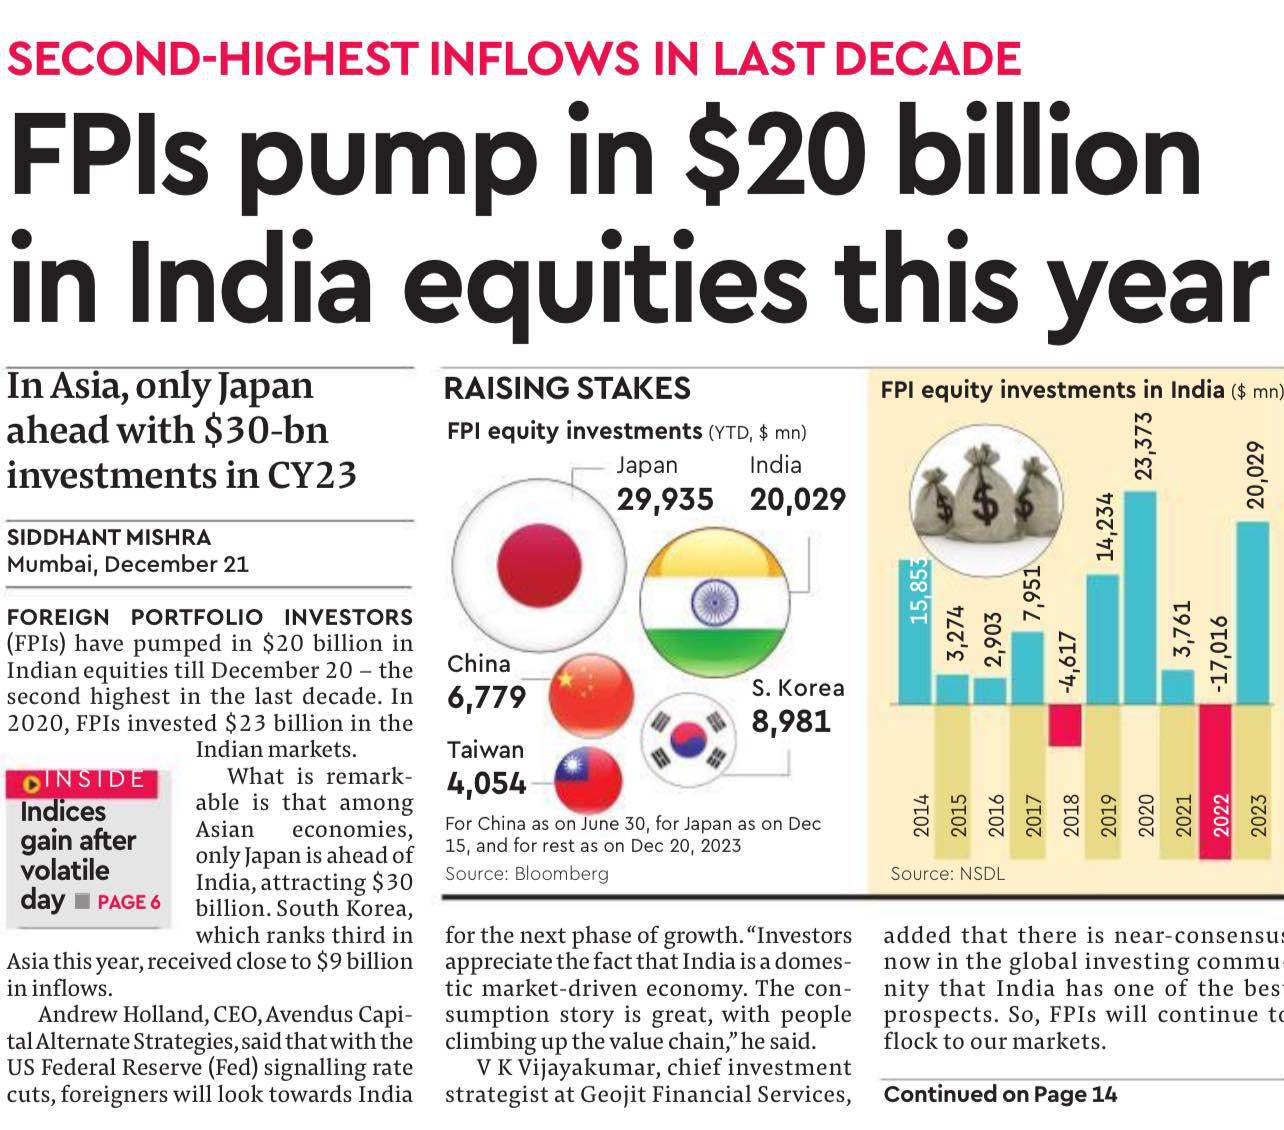 SECOND-HIGHEST INFLOWS IN LAST DECADE
FPIs pump in $20 billion
in India equities this year
In Asia, only Japan
ahead with $30-bn
investments in CY23
SIDDHANT MISHRA
Mumbai, December 21
FOREIGN PORTFOLIO INVESTORS
(FPIs) have pumped in $20 billion in
Indian equities till December 20 – the
second highest in the last decade. In
2020, FPIs invested $23 billion in the
Indian markets.
What is remark-
able is that among
Asian economies,
only Japan is ahead of
India, attracting $30
billion. South Korea,
which ranks third in
Asia this year, received close to $9 billion
in inflows.
Andrew Holland, CEO, Avendus Capi-
tal Alternate Strategies, said that with the
US Federal Reserve (Fed) signalling rate
cuts, foreigners will look towards India
INSIDE
Indices
gain after
volatile
day ■ PAGE 6
RAISING STAKES
FPI equity investments (YTD, $ mn)
Japan
29,935
India
20,029
China
6,779
S. Korea
8,981
Taiwan
4,054
For China as on June 30, for Japan as on Dec
15, and for rest as on Dec 20, 2023
Source: Bloomberg
FPI equity investments in India ($ mn)
$ $ $
15,853
3,274
2,903
7,951
-4,617
14,234
23,373
3,761
-17,016
20,029
2014
2015
2016
2017
2018
2019
2020
2021
2022
2023
Source: NSDL
for the next phase of growth. “Investors
appreciate the fact that India is a domes-
tic market-driven economy. The con-
sumption story is great, with people
climbing up the value chain,” he said.
V K Vijayakumar, chief investment
strategist at Geojit Financial Services,
added that there is near-consensus
now in the global investing commu-
nity that India has one of the best
prospects. So, FPIs will continue to
flock to our markets.
Continued on Page 14